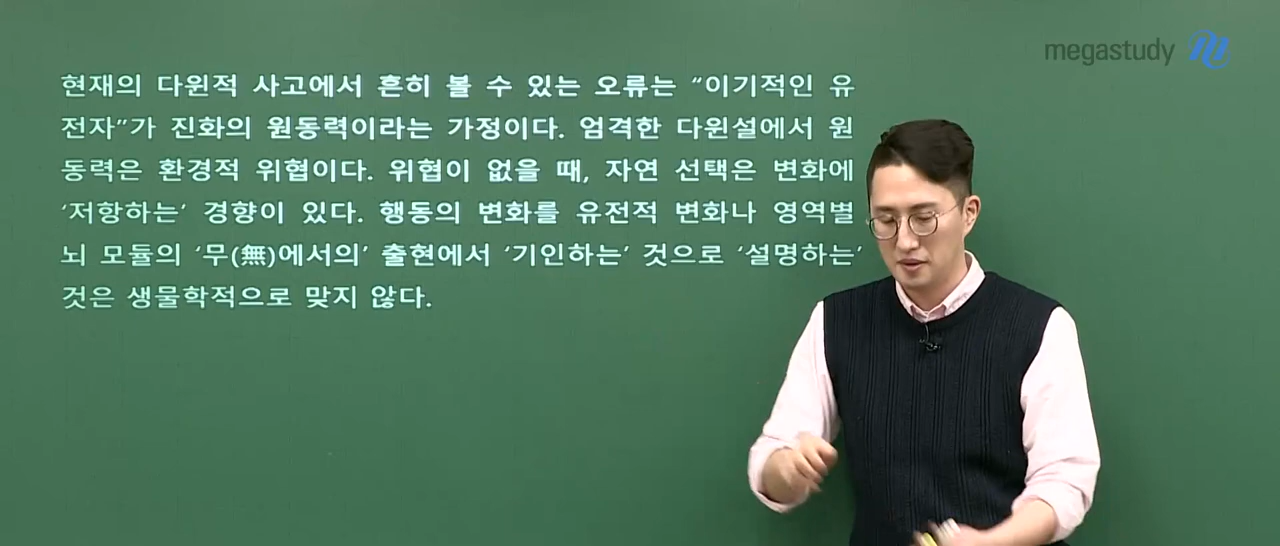 megastudy
현재의 다윈적 사고에서 흔히 볼 수 있는 오류는 “이기적인 유
전자”가 진화의 원동력이라는 가정이다. 엄격한 다윈설에서 원
동력은 환경적 위협이다. 위협이 없을 때, 자연 선택은 변화에
‘저항하는’ 경향이 있다. 행동의 변화를 유전적 변화나 영역별
뇌 모듈의 ‘무(無)에서의’ 출현에서 ‘기인하는’ 것으로 ‘설명하는’
것은 생물학적으로 맞지 않다.